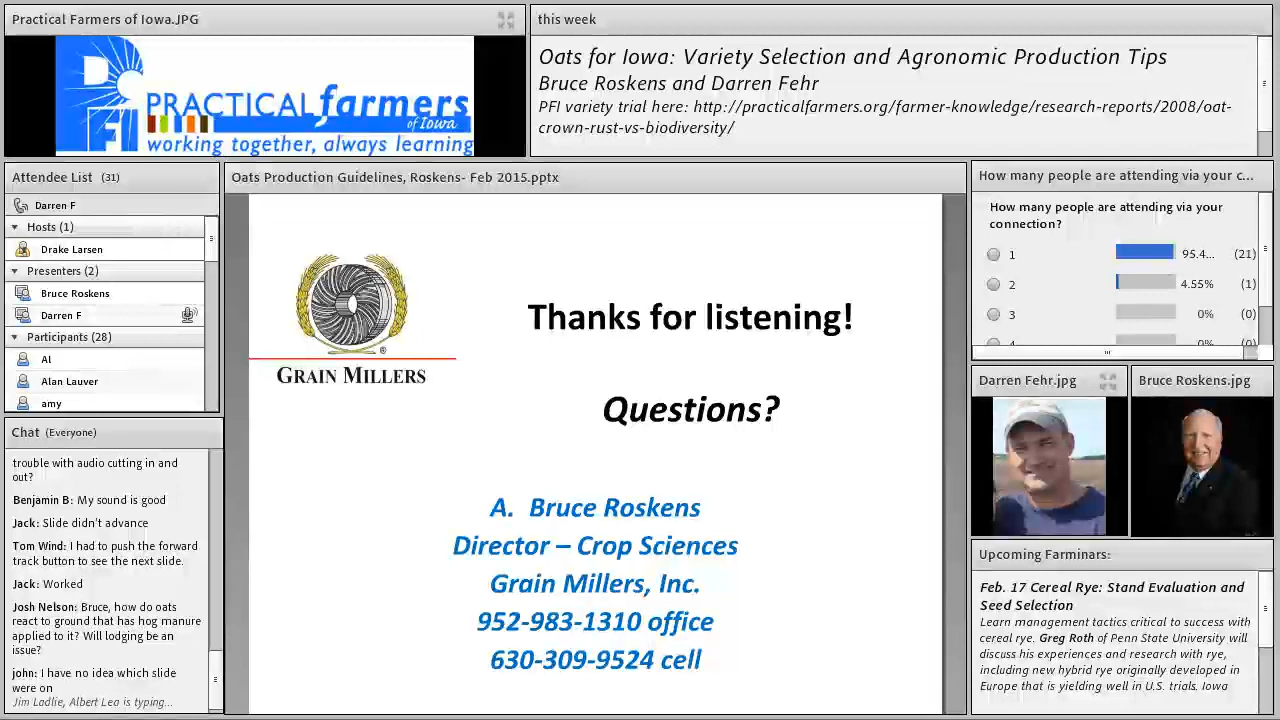 Practical Farmers of Iowa.JPG
PRACTICAL farmers
of Iowa
PFI
working together, always learning
this week
Oats for Iowa: Variety Selection and Agronomic Production Tips
Bruce Roskens and Darren Fehr
PFI variety trial here: http://practicalfarmers.org/farmer-knowledge/research-reports/2008/oat-
crown-rust-vs-biodiversity/
Attendee List (31)
Darren F
Hosts (1)
Drake Larsen
Presenters (2)
Bruce Roskens
Darren F
Participants (28)
Al
Alan Lauver
amy
Chat (Everyone)
trouble with audio cutting in and
out?
Benjamin B: My sound is good
Jack: Slide didn't advance
Tom Wind: I had to push the forward
track button to see the next slide.
Jack: Worked
Josh Nelson: Bruce, how do oats
react to ground that has hog manure
applied to it? Will lodging be an
issue?
john: I have no idea which slide
were on
Jim Ladlie, Albert Lea is typing...
Oats Production Guidelines, Roskens- Feb 2015.pptx
®
GRAIN MILLERS
Thanks for listening!
Questions?
A. Bruce Roskens
Director – Crop Sciences
Grain Millers, Inc.
952-983-1310 office
630-309-9524 cell
How many people are attending via your c...
How many people are attending via your
connection?
1 95.4... (21)
2 4.55% (1)
3 0% (0)
4 0% (0)
Darren Fehr.jpg
Bruce Roskens.jpg
Upcoming Farminars:
Feb. 17 Cereal Rye: Stand Evaluation and
Seed Selection
Learn management tactics critical to success with
cereal rye. Greg Roth of Penn State University will
discuss his experiences and research with rye,
including new hybrid rye originally developed in
Europe that is yielding well in U.S. trials. Iowa